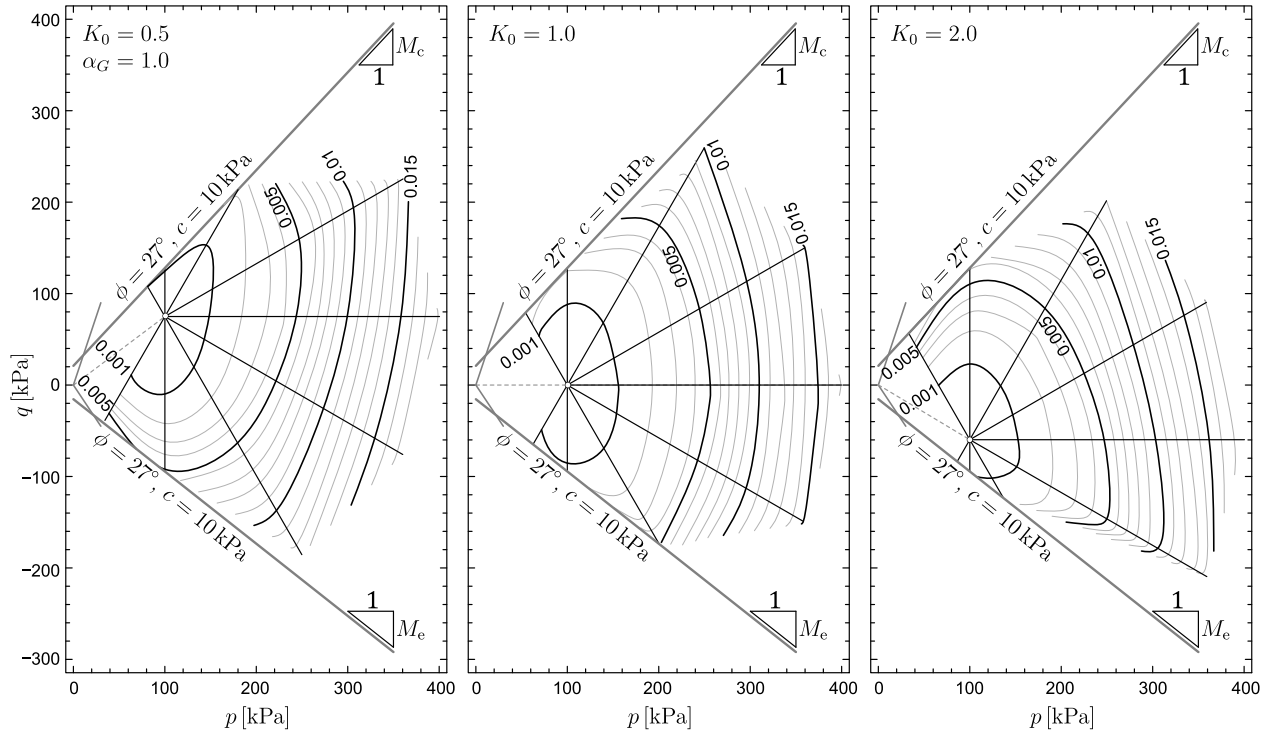 K₀ = 0.5
α_G = 1.0
K₀ = 1.0
K₀ = 2.0
M_c
1
M_c
1
M_c
1
ϕ = 27°, c = 10 kPa
ϕ = 27°, c = 10 kPa
ϕ = 27°, c = 10 kPa
0.001
0.005
0.005
0.01
0.015
0.001
0.005
0.01
0.015
0.001
0.005
0.005
0.01
0.015
ϕ = 27°, c = 10 kPa
ϕ = 27°, c = 10 kPa
ϕ = 27°, c = 10 kPa
1
M_e
1
M_e
1
M_e
400
300
200
100
0
−100
−200
−300
q [kPa]
0 100 200 300 400
0 100 200 300 400
0 100 200 300 400
p [kPa]
p [kPa]
p [kPa]